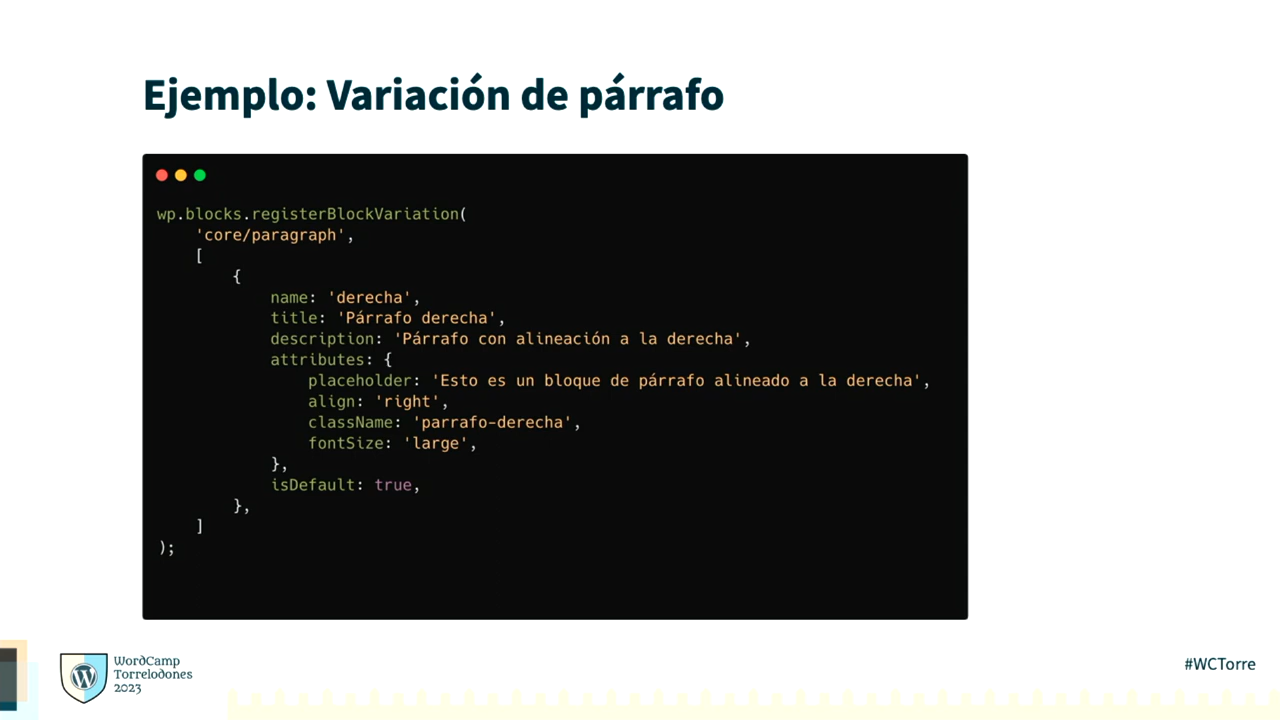 Ejemplo: Variación de párrafo
wp.blocks.registerBlockVariation(
    'core/paragraph',
    [
        {
            name: 'derecha',
            title: 'Párrafo derecha',
            description: 'Párrafo con alineación a la derecha',
            attributes: {
                placeholder: 'Esto es un bloque de párrafo alineado a la derecha',
                align: 'right',
                className: 'parrafo-derecha',
                fontSize: 'large',
            },
            isDefault: true,
        },
    ]
);
WordCamp
Torrelodones
2023
#WCTorre